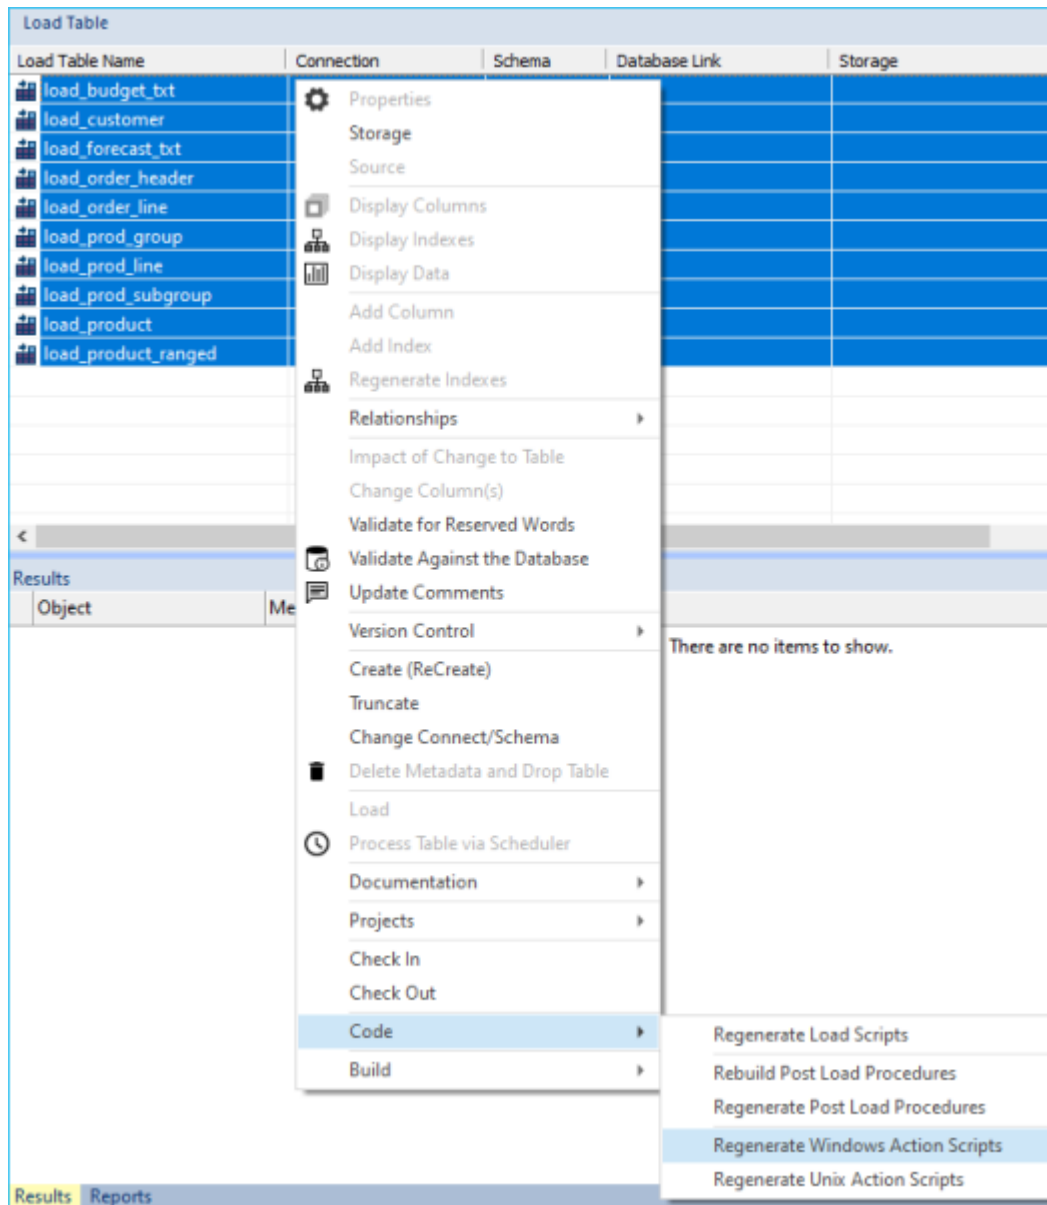 Load Table
Load Table Name Connection Schema Database Link Storage
load_budget_txt
load_customer
load_forecast_txt
load_order_header
load_order_line
load_prod_group
load_prod_line
load_prod_subgroup
load_product
load_product_ranged
Properties
Storage
Source
Display Columns
Display Indexes
Display Data
Add Column
Add Index
Regenerate Indexes
Relationships
Impact of Change to Table
Change Column(s)
Validate for Reserved Words
Validate Against the Database
Update Comments
Version Control
Create (ReCreate)
Truncate
Change Connect/Schema
Delete Metadata and Drop Table
Load
Process Table via Scheduler
Documentation
Projects
Check In
Check Out
Code
Build
Regenerate Load Scripts
Rebuild Post Load Procedures
Regenerate Post Load Procedures
Regenerate Windows Action Scripts
Regenerate Unix Action Scripts
Results
Object Me
There are no items to show.
Results Reports